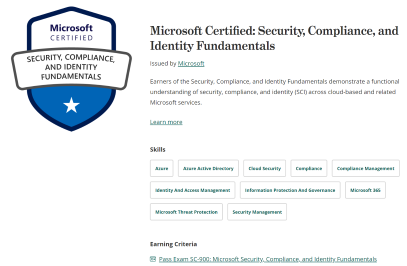 Microsoft
CERTIFIED
SECURITY, COMPLIANCE,
AND IDENTITY
FUNDAMENTALS
Microsoft Certified: Security, Compliance, and
Identity Fundamentals
Issued by Microsoft
Earners of the Security, Compliance, and Identity Fundamentals demonstrate a functional
understanding of security, compliance, and identity (SCI) across cloud-based and related
Microsoft services.
Learn more
Skills
Azure Azure Active Directory Cloud Security Compliance Compliance Management
Identity And Access Management Information Protection And Governance Microsoft 365
Microsoft Threat Protection Security Management
Earning Criteria
Pass Exam SC-900: Microsoft Security, Compliance, and Identity Fundamentals